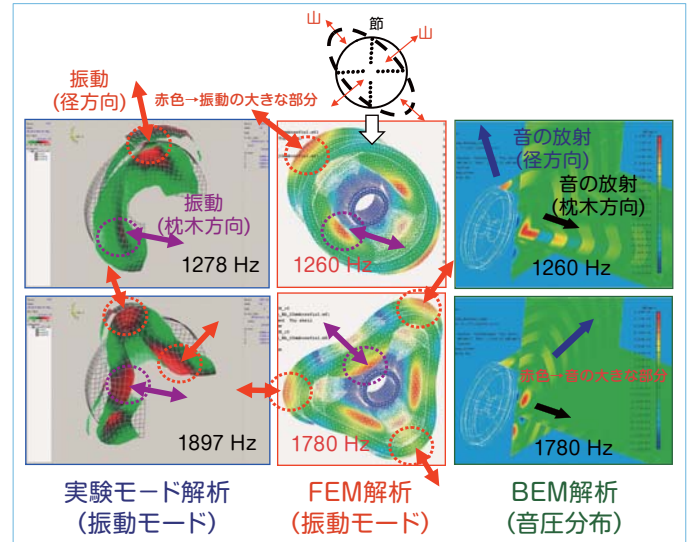 節
山
山
振動
(径方向)
赤色→振動の大きな部分
音の放射
(径方向)
音の放射
(枕木方向)
振動
(枕木方向)
1278 Hz
1260 Hz
1260 Hz
赤色→音の大きな部分
1897 Hz
1780 Hz
1780 Hz
実験モード解析
(振動モード)
FEM解析
(振動モード)
BEM解析
(音圧分布)